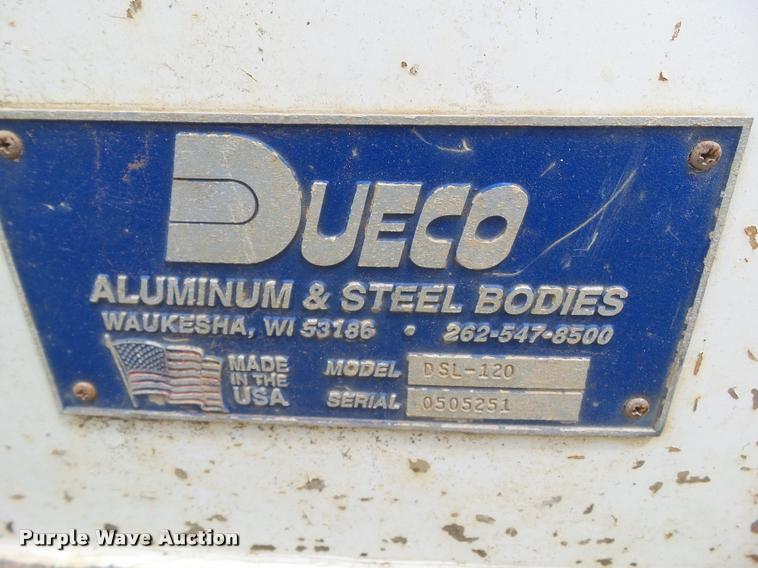 DUECO
ALUMINUM & STEEL BODIES
WAUKESHA, WI 53186 • 262-547-8500
MADE IN THE USA
MODEL DSL-120
SERIAL 0505251
Purple Wave Auction